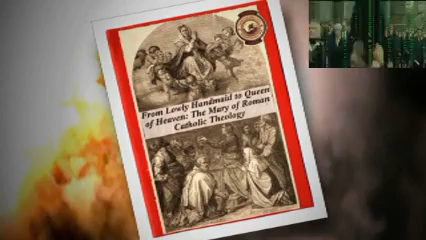 From Lowly Handmaid to Queen
of Heaven: The Mary of Roman
Catholic Theology